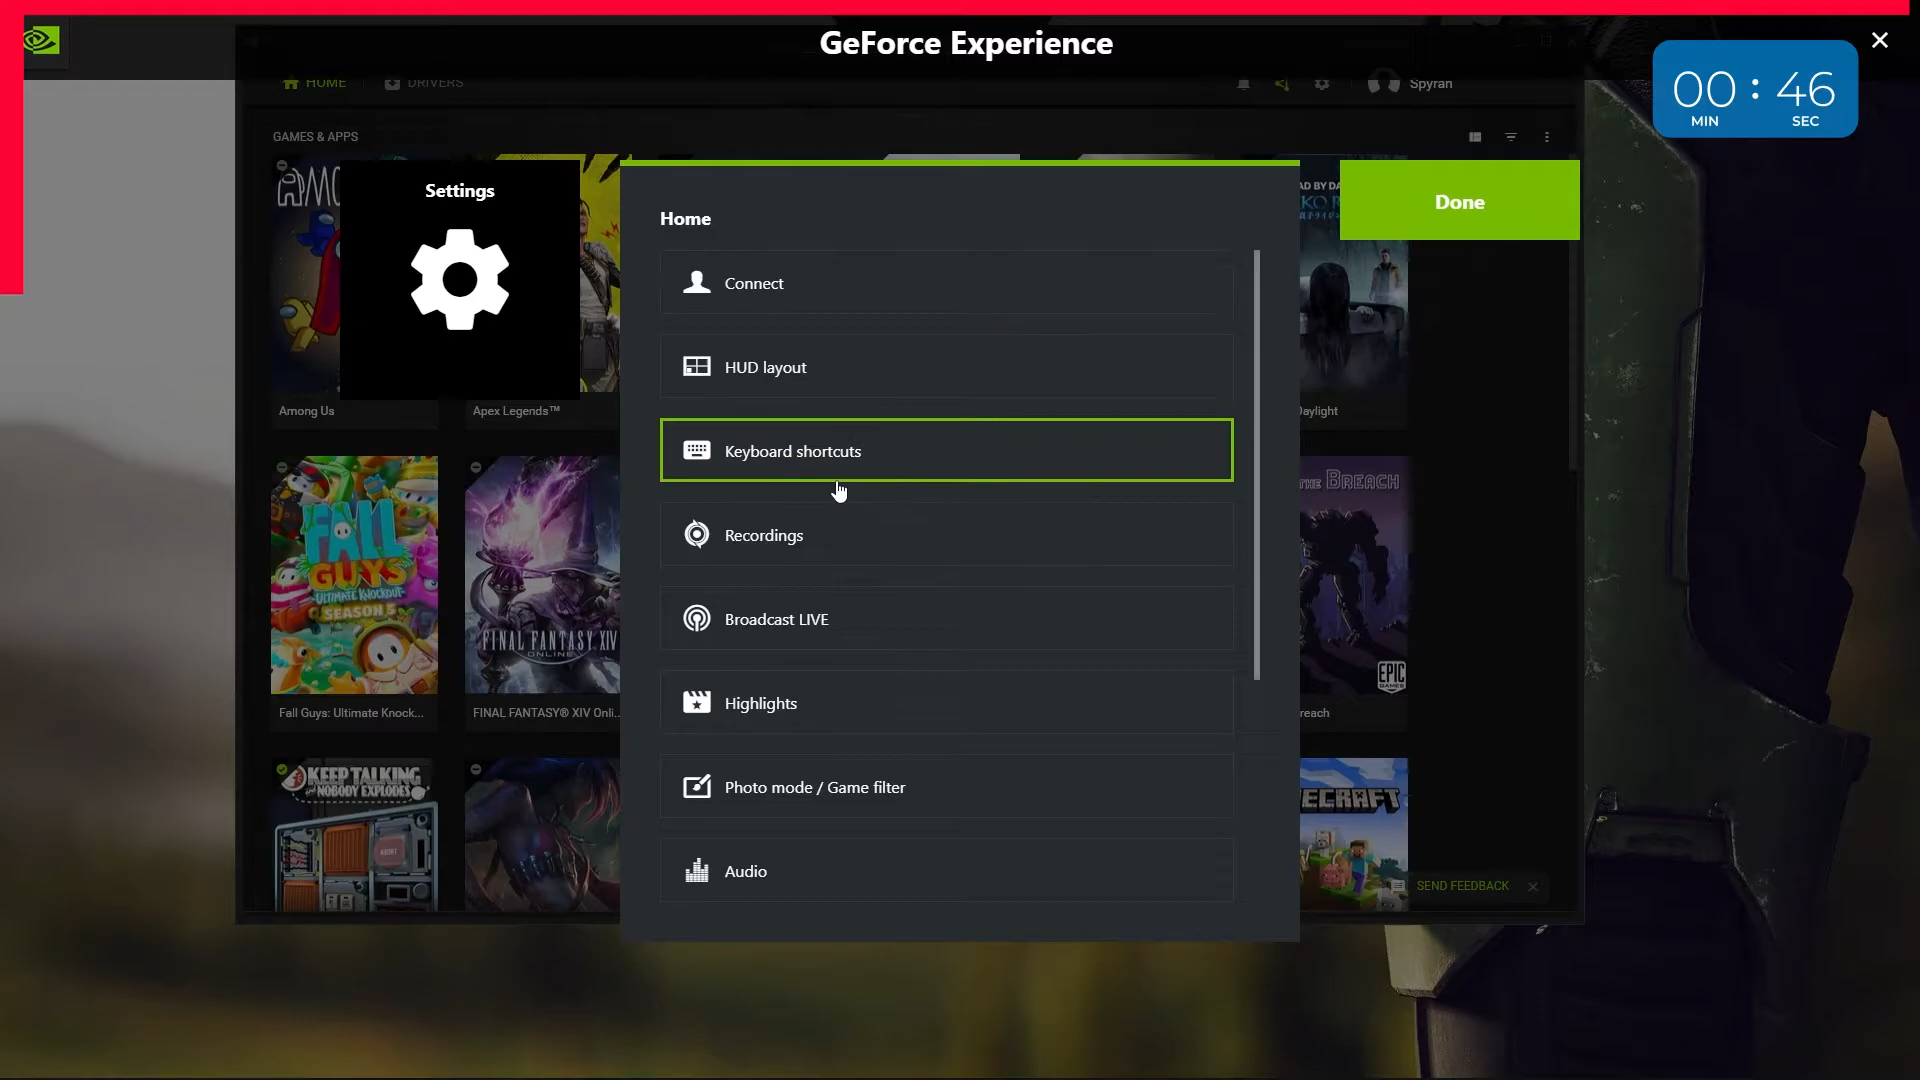 GeForce Experience
00 : 46
MIN SEC
HOME
DRIVERS
Spyran
GAMES & APPS
Settings
Done
Home
Connect
HUD layout
Keyboard shortcuts
Recordings
Broadcast LIVE
Highlights
Photo mode / Game filter
Audio
Among Us
Apex Legends™
Daylight
FALL
GUYS
ULTIMATE KNOCKOUT
SEASON 5
FINAL FANTASY XIV
ONLINE
THE BREACH
EPIC
GAMES
Fall Guys: Ultimate Knock...
FINAL FANTASY® XIV Onli...
reach
KEEP TALKING
AND NOBODY EXPLODES
ABORT
ECRAFT
SEND FEEDBACK